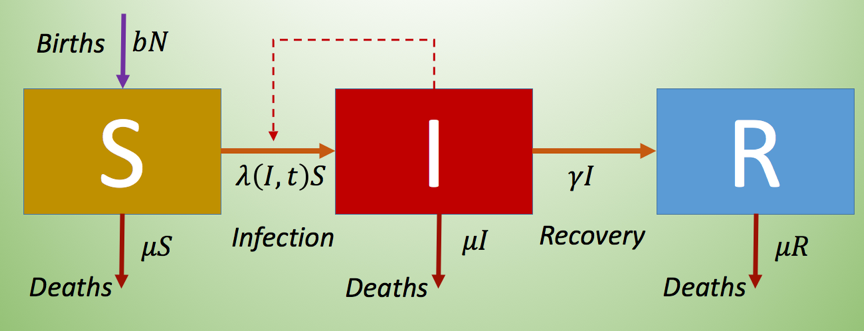 Births
bN
S
λ(I, t)S
Infection
I
γI
Recovery
R
μS
Deaths
μI
Deaths
μR
Deaths